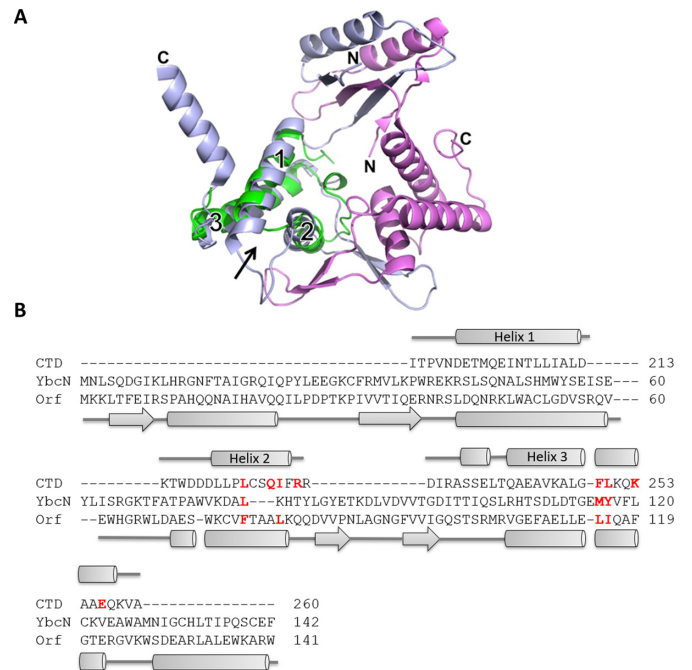 A
C
N
1
C
N
3
2
B
Helix 1
CTD ------------------------------------ITPVNDETMQEINTLLIALD----- 213
YbcN MNLSQDGIKLHRGNFTAIGRQIQPYLEEGKCFRMVLKPWREKRSLSQNALSHMWYSEISE--- 60
Orf MKKLTFEIRSPAHQQNAIHAVQQILPDPTKPIVVTIQERNRSLDQNRKLWACLGDVSRQV--- 60
Helix 2 Helix 3
CTD ---------KTWDDDLLPLCSQIFRR-------------DIRASSELTQAEAVKALG-FLKQK 253
YbcN YLISRGKTFATPAWVKDAL---KHTYLGYETKDLVDVVTGDITTIQSLRHTSDLDTGEMYVFL 120
Orf --EWHGRWLDAES-WKCVFTAALKQQDVVPNLAGNGFVVIGQSTSRMRVGEFAELLE-LIQAF 119
CTD AAEQKVA--------------- 260
YbcN CKVEAWAMNIGCHLTIPQSCEF 142
Orf GTERGVKWSDEARLALEWKARW 141